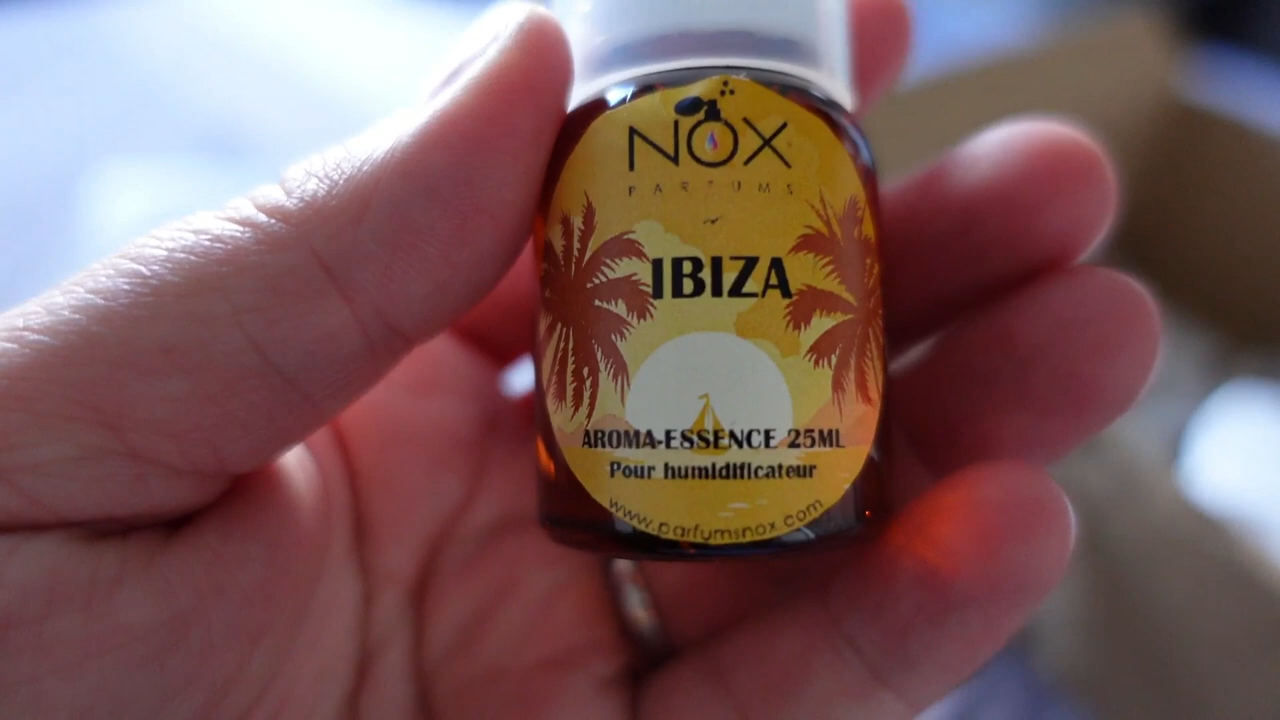 NOX
PARFUMS
IBIZA
AROMA-ESSENCE 25ML
Pour humidificateur
www.parfumsnox.com